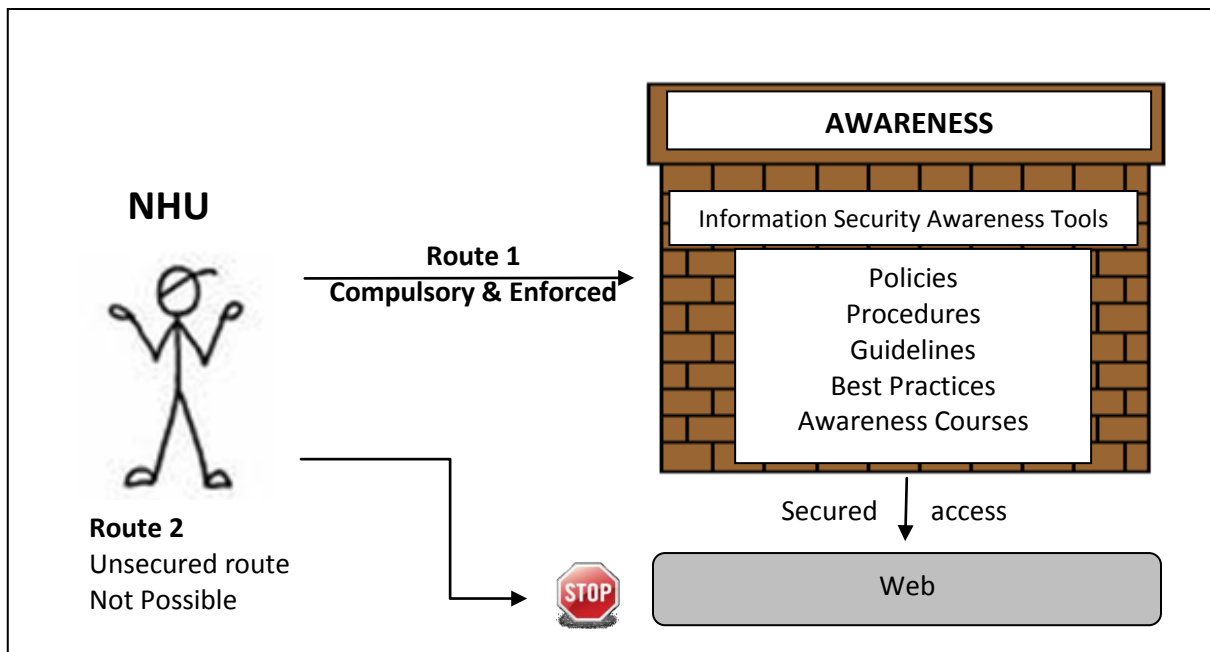 AWARENESS
NHU
Information Security Awareness Tools
Route 1
Compulsory & Enforced
Policies
Procedures
Guidelines
Best Practices
Awareness Courses
Secured access
Route 2
Unsecured route
Not Possible
STOP
Web